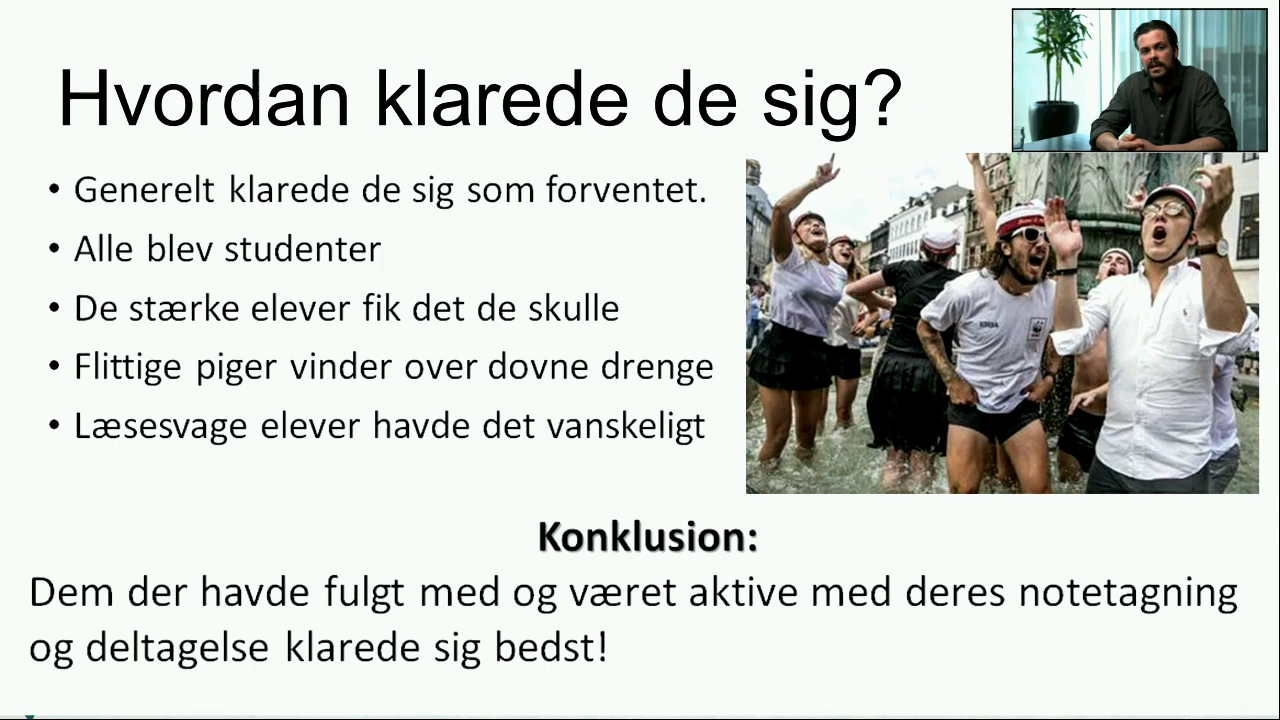 Hvordan klarede de sig?
• Generelt klarede de sig som forventet.
• Alle blev studenter
• De stærke elever fik det de skulle
• Flittige piger vinder over dovne drenge
• Læsesvage elever havde det vanskeligt
Konklusion:
Dem der havde fulgt med og været aktive med deres notetagning
og deltagelse klarede sig bedst!